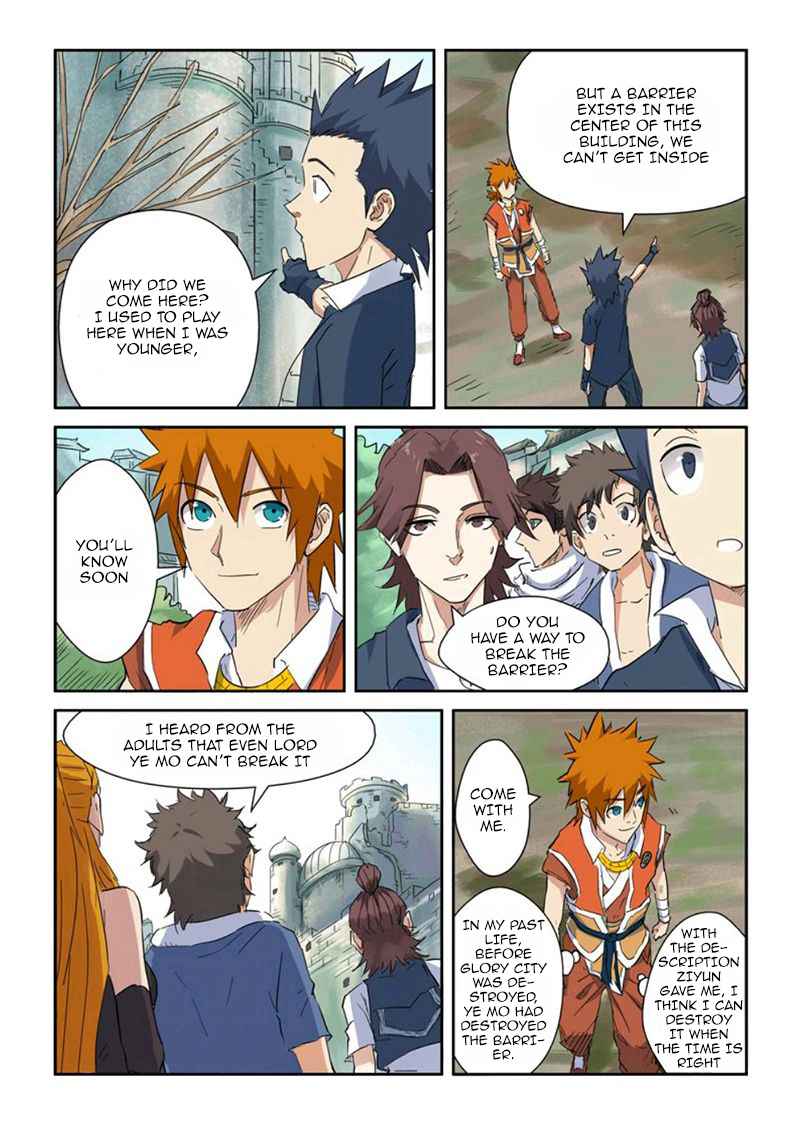 WHY DID WE
COME HERE?
I USED TO PLAY
HERE WHEN I WAS
YOUNGER,
BUT A BARRIER
EXISTS IN THE
CENTER OF THIS
BUILDING, WE
CAN'T GET INSIDE
YOU'LL
KNOW
SOON
DO YOU
HAVE A WAY TO
BREAK THE
BARRIER?
I HEARD FROM THE
ADULTS THAT EVEN LORD
YE MO CAN'T BREAK IT
COME
WITH
ME.
IN MY PAST
LIFE,
BEFORE
GLORY CITY
WAS DE-
STROYED,
YE MO HAD
DESTROYED
THE BARRI-
ER.
WITH
THE DE-
SCRIPTION
ZIYUN
GAVE ME, I
THINK I CAN
DESTROY
IT WHEN
THE TIME IS
RIGHT